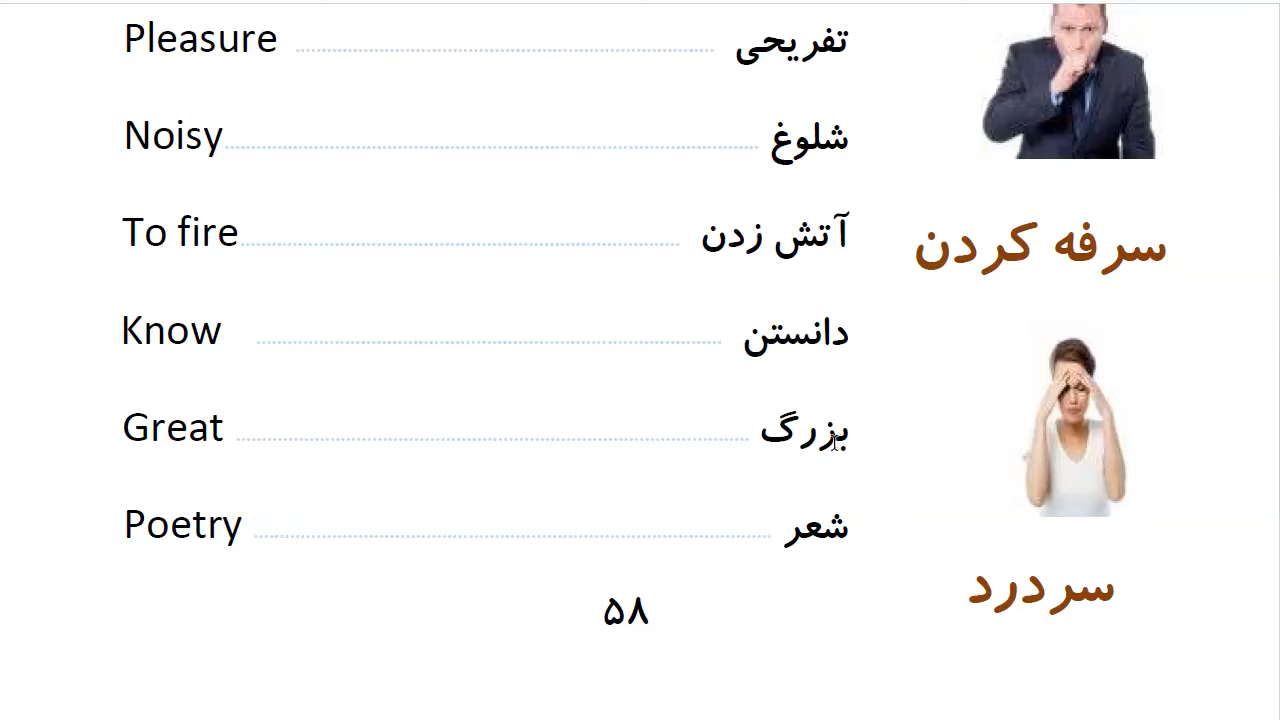 Pleasure ........ تفریحی
Noisy ........ شلوغ
To fire ........ آتش زدن
Know ........ دانستن
Great ........ بزرگ
Poetry ........ شعر
۵۸
سرفه کردن
سردرد